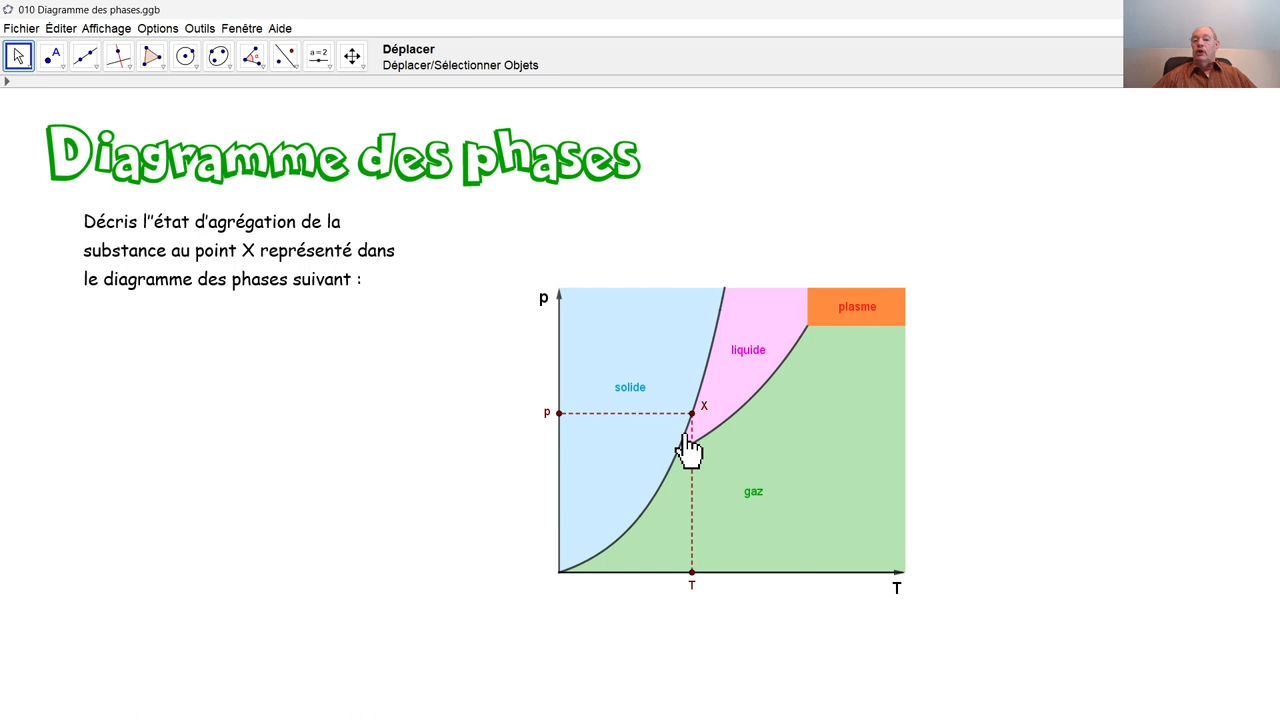 010 Diagramme des phases.ggb
Fichier Éditer Affichage Options Outils Fenêtre Aide
A
a=2
Déplacer
Déplacer/Sélectionner Objets
Diagramme des phases
Décris l''état d'agrégation de la
substance au point X représenté dans
le diagramme des phases suivant :
p
plasme
liquide
solide
X
p
gaz
T
T